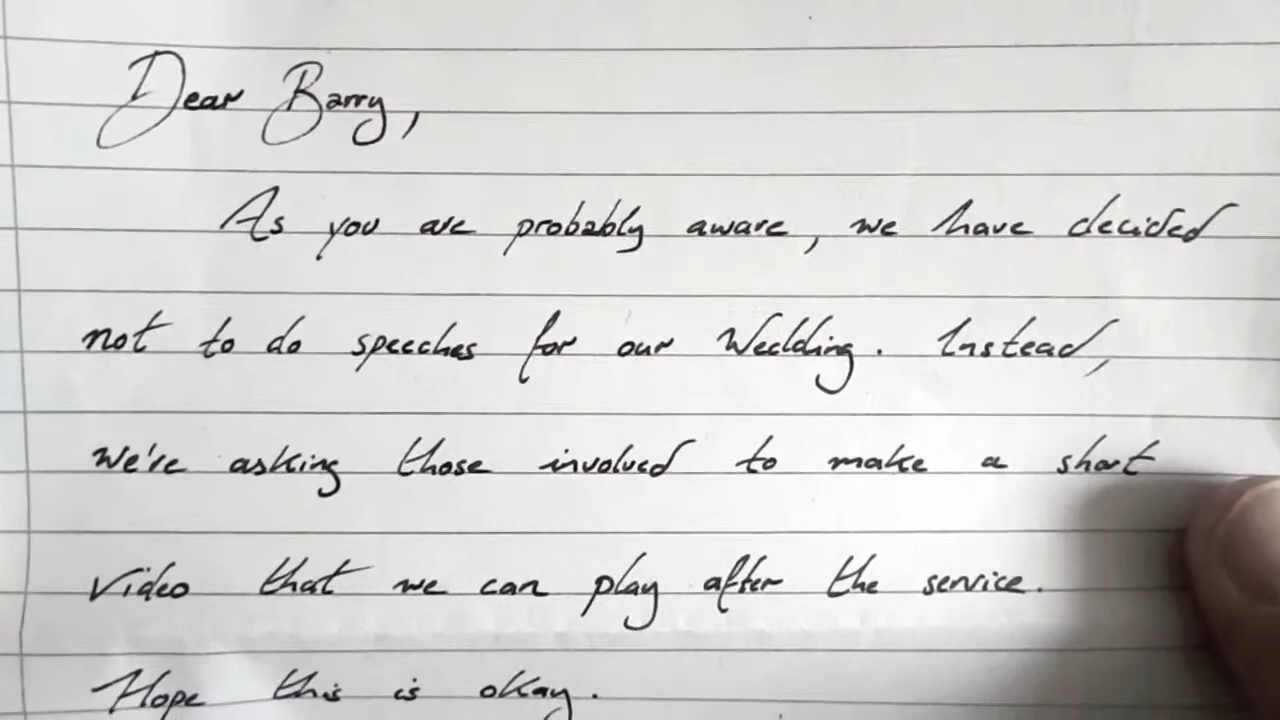 Dear Barry,
As you are probably aware, we have decided
not to do speeches for our Wedding. Instead,
we're asking those involved to make a short
video that we can play after the service.
Hope this is okay.